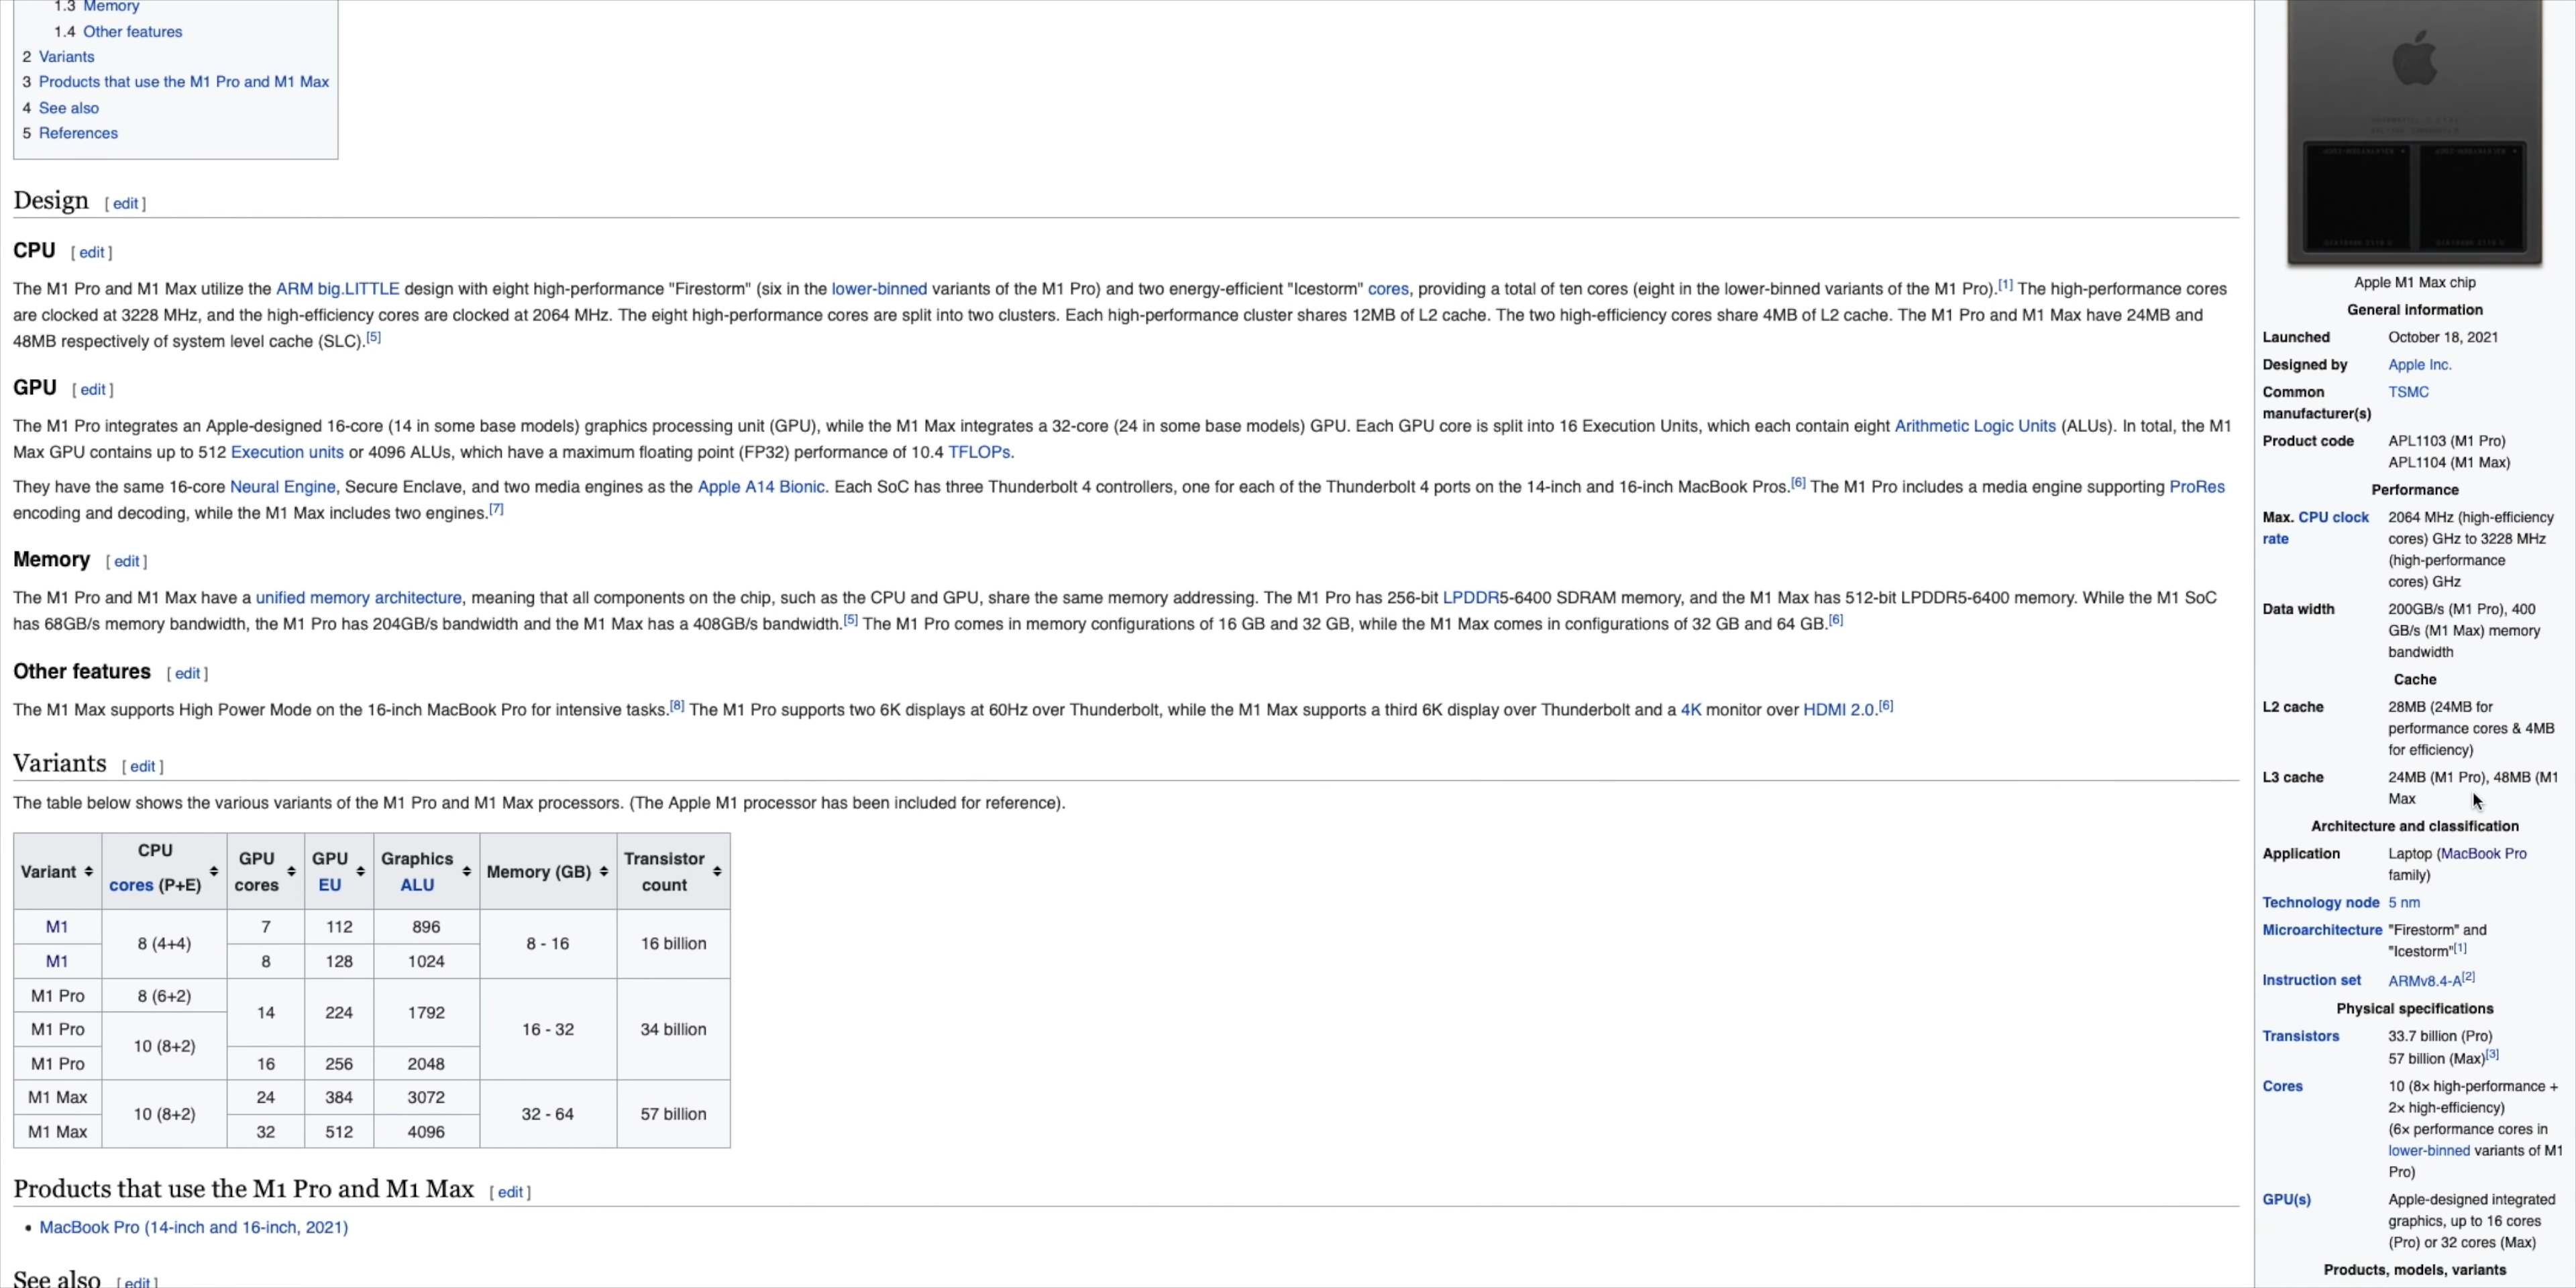 1.3 Memory
1.4 Other features
2 Variants
3 Products that use the M1 Pro and M1 Max
4 See also
5 References
Design [ edit ]
CPU [ edit ]
The M1 Pro and M1 Max utilize the ARM big.LITTLE design with eight high-performance "Firestorm" (six in the lower-binned variants of the M1 Pro) and two energy-efficient "Icestorm" cores, providing a total of ten cores (eight in the lower-binned variants of the M1 Pro).[1] The high-performance cores
are clocked at 3228 MHz, and the high-efficiency cores are clocked at 2064 MHz. The eight high-performance cores are split into two clusters. Each high-performance cluster shares 12MB of L2 cache. The two high-efficiency cores share 4MB of L2 cache. The M1 Pro and M1 Max have 24MB and
48MB respectively of system level cache (SLC).[5]
GPU [ edit ]
The M1 Pro integrates an Apple-designed 16-core (14 in some base models) graphics processing unit (GPU), while the M1 Max integrates a 32-core (24 in some base models) GPU. Each GPU core is split into 16 Execution Units, which each contain eight Arithmetic Logic Units (ALUs). In total, the M1
Max GPU contains up to 512 Execution units or 4096 ALUs, which have a maximum floating point (FP32) performance of 10.4 TFLOPs.
They have the same 16-core Neural Engine, Secure Enclave, and two media engines as the Apple A14 Bionic. Each SoC has three Thunderbolt 4 controllers, one for each of the Thunderbolt 4 ports on the 14-inch and 16-inch MacBook Pros.[6] The M1 Pro includes a media engine supporting ProRes
encoding and decoding, while the M1 Max includes two engines.[7]
Memory [ edit ]
The M1 Pro and M1 Max have a unified memory architecture, meaning that all components on the chip, such as the CPU and GPU, share the same memory addressing. The M1 Pro has 256-bit LPDDR5-6400 SDRAM memory, and the M1 Max has 512-bit LPDDR5-6400 memory. While the M1 SoC
has 68GB/s memory bandwidth, the M1 Pro has 204GB/s bandwidth and the M1 Max has a 408GB/s bandwidth.[5] The M1 Pro comes in memory configurations of 16 GB and 32 GB, while the M1 Max comes in configurations of 32 GB and 64 GB.[6]
Other features [ edit ]
The M1 Max supports High Power Mode on the 16-inch MacBook Pro for intensive tasks.[8] The M1 Pro supports two 6K displays at 60Hz over Thunderbolt, while the M1 Max supports a third 6K display over Thunderbolt and a 4K monitor over HDMI 2.0.[6]
Variants [ edit ]
The table below shows the various variants of the M1 Pro and M1 Max processors. (The Apple M1 processor has been included for reference).
Variant CPU cores (P+E) GPU cores GPU EU Graphics ALU Memory (GB) Transistor count
M1 8 (4+4) 7 112 896 8 - 16 16 billion
M1 8 128 1024
M1 Pro 8 (6+2) 14 224 1792 16 - 32 34 billion
M1 Pro 10 (8+2)
M1 Pro 16 256 2048
M1 Max 10 (8+2) 24 384 3072 32 - 64 57 billion
M1 Max 32 512 4096
Products that use the M1 Pro and M1 Max [ edit ]
• MacBook Pro (14-inch and 16-inch, 2021)
See also [ edit ]
Apple M1 Max chip
General information
Launched October 18, 2021
Designed by Apple Inc.
Common TSMC
manufacturer(s)
Product code APL1103 (M1 Pro)
APL1104 (M1 Max)
Performance
Max. CPU clock 2064 MHz (high-efficiency
rate cores) GHz to 3228 MHz
(high-performance
cores) GHz
Data width 200GB/s (M1 Pro), 400
GB/s (M1 Max) memory
bandwidth
Cache
L2 cache 28MB (24MB for
performance cores & 4MB
for efficiency)
L3 cache 24MB (M1 Pro), 48MB (M1
Max
Architecture and classification
Application Laptop (MacBook Pro
family)
Technology node 5 nm
Microarchitecture "Firestorm" and
"Icestorm"[1]
Instruction set ARMv8.4-A[2]
Physical specifications
Transistors 33.7 billion (Pro)
57 billion (Max)[3]
Cores 10 (8× high-performance +
2× high-efficiency)
(6× performance cores in
lower-binned variants of M1
Pro)
GPU(s) Apple-designed integrated
graphics, up to 16 cores
(Pro) or 32 cores (Max)
Products, models, variants